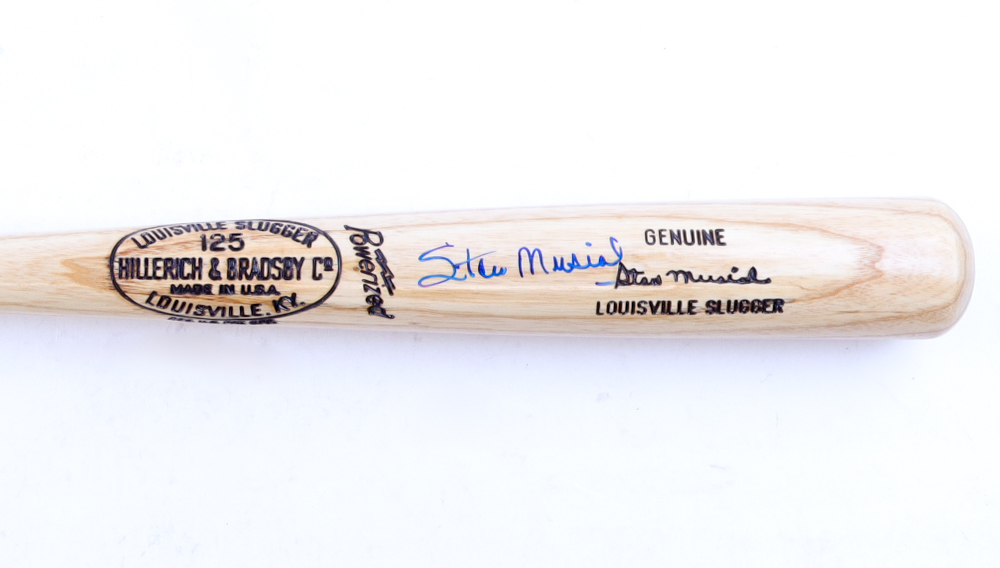 LOUISVILLE SLUGGER
125
HILLERICH & BRADSBY Co
MADE IN U.S.A.
LOUISVILLE, KY.
Powerized
Stan Musial
GENUINE
Stan Musial
LOUISVILLE SLUGGER